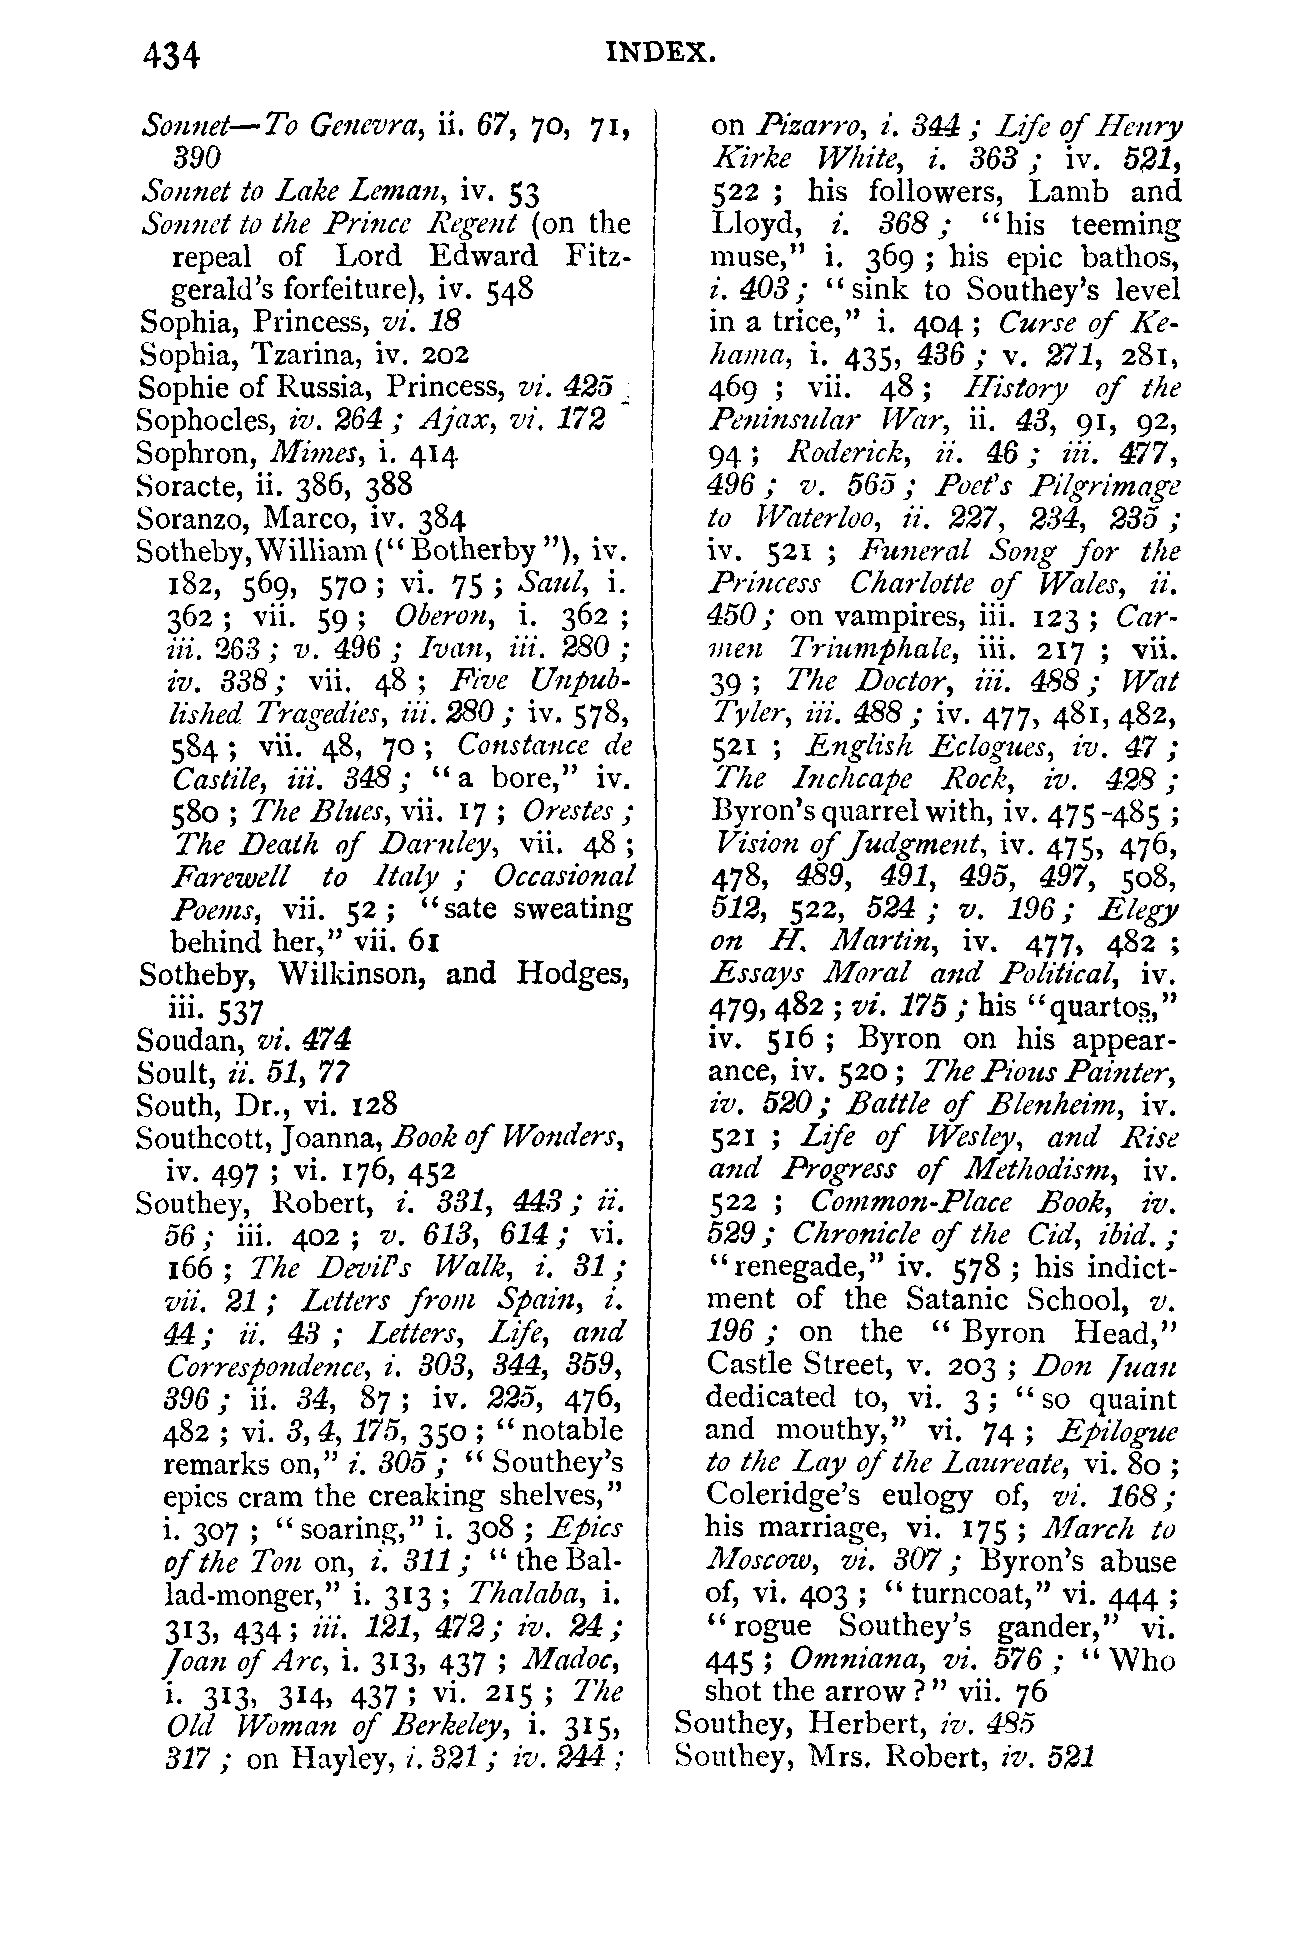 434
INDEX.
Sonnet—To Genevra, ii. 67, 70, 71,
390
Sonnet to Lake Leman, iv. 53
Sonnet to the Prince Regent (on the
repeal of Lord Edward Fitz-
gerald's forfeiture), iv. 548
Sophia, Princess, vi. 18
Sophia, Tzarina, iv. 202
Sophie of Russia, Princess, vi. 425
Sophocles, iv. 264 ; Ajax, vi. 172
Sophron, Mimes, i. 414
Soracte, ii. 386, 388
Soranzo, Marco, iv. 384
Sotheby, William (“Botherby”), iv.
182, 569, 570 ; vi. 75 ; Saul, i.
362 ; vii. 59 ; Oberon, i. 362 ;
iii. 263 ; v. 496 ; Ivan, iii. 280 ;
iv. 338 ; vii. 48 ; Five Unpub-
lished Tragedies, iii. 280 ; iv. 578,
584 ; vii. 48, 70 ; Constance de
Castile, iii. 348 ; “a bore,” iv.
580 ; The Blues, vii. 17 ; Orestes ;
The Death of Darnley, vii. 48 ;
Farewell to Italy ; Occasional
Poems, vii. 52 ; “sate sweating
behind her,” vii. 61
Sotheby, Wilkinson, and Hodges,
iii. 537
Soudan, vi. 474
Soult, ii. 51, 77
South, Dr., vi. 128
Southcott, Joanna, Book of Wonders,
iv. 497 ; vi. 176, 452
Southey, Robert, i. 331, 443 ; ii.
56 ; iii. 402 ; v. 613, 614 ; vi.
166 ; The Devil's Walk, i. 31 ;
vii. 21 ; Letters from Spain, i.
44 ; ii. 43 ; Letters, Life, and
Correspondence, i. 303, 344, 359,
396 ; ii. 34, 87 ; iv. 225, 476,
482 ; vi. 3, 4, 175, 350 ; “notable
remarks on,” i. 305 ; “Southey's
epics cram the creaking shelves,”
i. 307 ; “soaring,” i. 308 ; Epics
of the Ton on, i. 311 ; “the Bal-
lad-monger,” i. 313 ; Thalaba, i.
313, 434 ; iii. 121, 472 ; iv. 24 ;
Joan of Arc, i. 313, 437 ; Madoc,
i. 313, 314, 437 ; vi. 215 ; The
Old Woman of Berkeley, i. 315,
317 ; on Hayley, i. 321 ; iv. 244 ;
on Pizarro, i. 344 ; Life of Henry
Kirke White, i. 363 ; iv. 521,
522 ; his followers, Lamb and
Lloyd, i. 368 ; “his teeming
muse,” i. 369 ; his epic bathos,
i. 403 ; “sink to Southey's level
in a trice,” i. 404 ; Curse of Ke-
hama, i. 435, 436 ; v. 271, 281,
469 ; vii. 48 ; History of the
Peninsular War, ii. 43, 91, 92,
94 ; Roderick, ii. 46 ; iii. 477,
496 ; v. 565 ; Poet's Pilgrimage
to Waterloo, ii. 227, 234, 235 ;
iv. 521 ; Funeral Song for the
Princess Charlotte of Wales, ii.
450 ; on vampires, iii. 123 ; Car-
men Triumphale, iii. 217 ; vii.
39 ; The Doctor, iii. 488 ; Wat
Tyler, iii. 488 ; iv. 477, 481, 482,
521 ; English Eclogues, iv. 47 ;
The Inchcape Rock, iv. 428 ;
Byron's quarrel with, iv. 475-485 ;
Vision of Judgment, iv. 475, 476,
478, 489, 491, 495, 497, 508,
512, 522, 524 ; v. 196 ; Elegy
on H. Martin, iv. 477, 482 ;
Essays Moral and Political, iv.
479, 482 ; vi. 175 ; his “quartos,”
iv. 516 ; Byron on his appear-
ance, iv. 520 ; The Pious Painter,
iv. 520 ; Battle of Blenheim, iv.
521 ; Life of Wesley, and Rise
and Progress of Methodism, iv.
522 ; Common-Place Book, iv.
529 ; Chronicle of the Cid, ibid. ;
“renegade,” iv. 578 ; his indict-
ment of the Satanic School, v.
196 ; on the “Byron Head,”
Castle Street, v. 203 ; Don Juan
dedicated to, vi. 3 ; “so quaint
and mouthy,” vi. 74 ; Epilogue
to the Lay of the Laureate, vi. 80 ;
Coleridge's eulogy of, vi. 168 ;
his marriage, vi. 175 ; March to
Moscow, vi. 307 ; Byron's abuse
of, vi. 403 ; “turncoat,” vi. 444 ;
“rogue Southey's gander,” vi.
445 ; Omniana, vi. 576 ; “Who
shot the arrow?” vii. 76
Southey, Herbert, iv. 485
Southey, Mrs. Robert, iv. 521